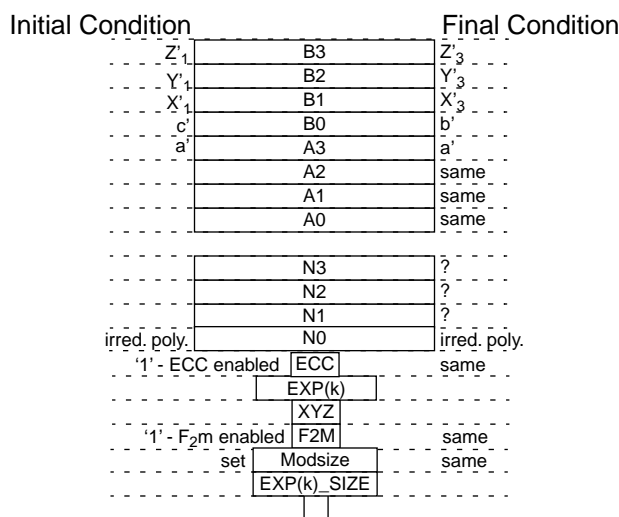 Initial Condition Final Condition
Z'1 B3 Z'3
Y'1 B2 Y'3
X'1 B1 X'3
c' B0 b'
a' A3 a'
A2 same
A1 same
A0 same
N3 ?
N2 ?
N1 ?
irred. poly. N0 irred. poly.
‘1’ - ECC enabled ECC same
EXP(k)
XYZ
‘1’ - F2m enabled F2M same
set Modsize same
EXP(k)_SIZE